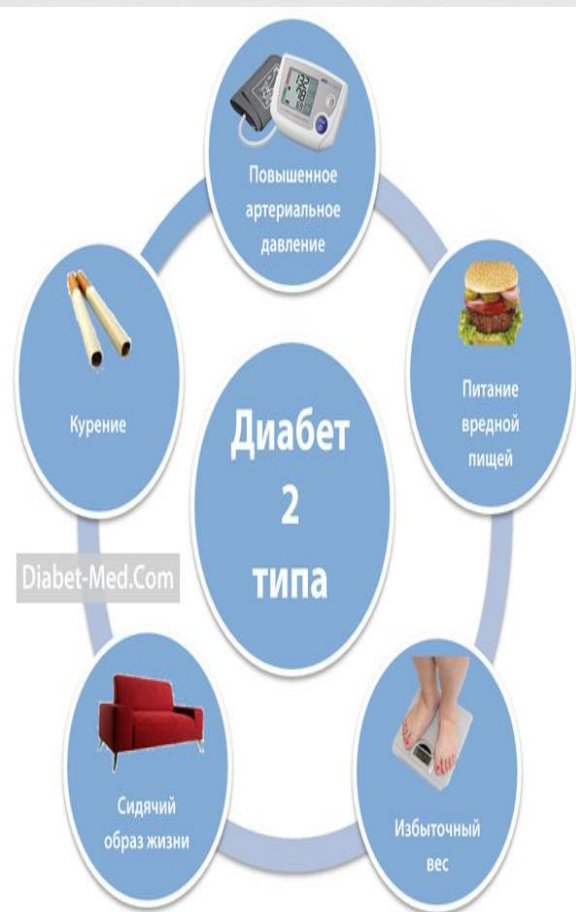 Повышенное
артериальное
давление
Питание
вредной
пищей
Избыточный
вес
Сидячий
образ жизни
Курение
Диабет
2
типа
Diabet-Med.Com